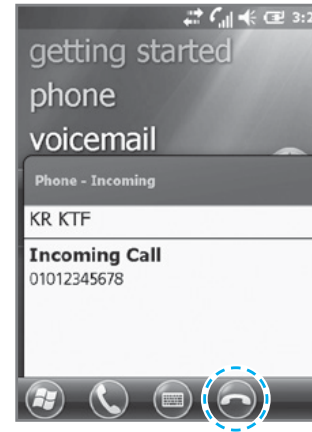 3:2
getting started
phone
voicemail
Phone - Incoming
KR KTF
Incoming Call
01012345678